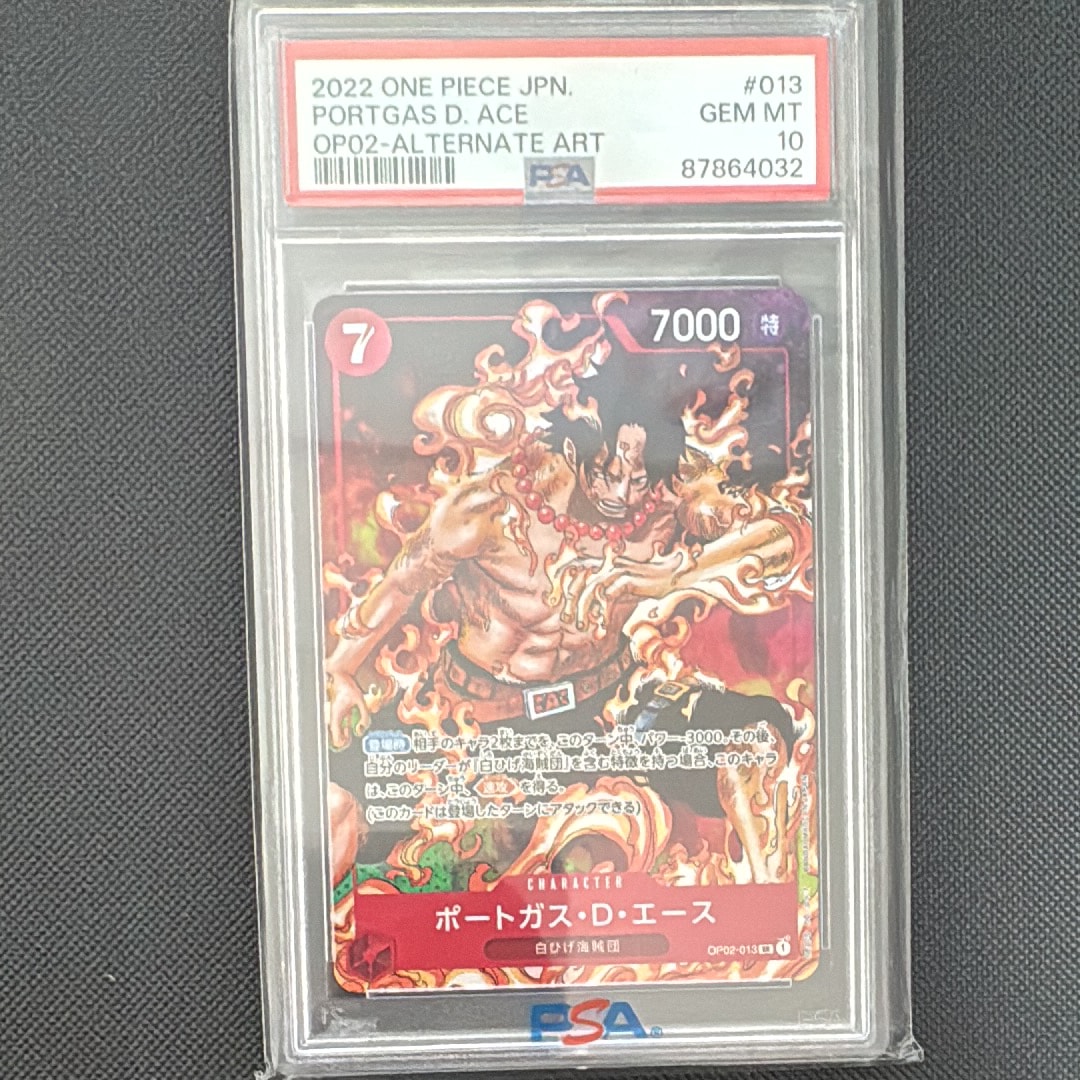 2022 ONE PIECE JPN. #013
PORTGAS D. ACE GEM MT
OP02-ALTERNATE ART 10
PSA 87864032
7 7000 特
登場時 相手のキャラ2枚までを、このターン中、パワー-3000。その後、
自分のリーダーが『白ひげ海賊団』を含む特徴を持つ場合、このキャラ
は、このターン中、速攻を得る。
(このカードは登場したターンにアタックできる)
CHARACTER
ポートガス・D・エース
白ひげ海賊団
OP02-013 SR 1
PSA